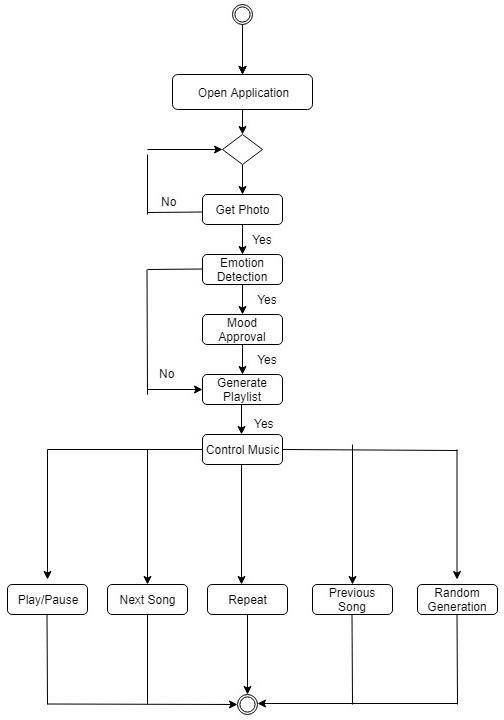 Open Application
No
Get Photo
Yes
Emotion
Detection
Yes
Mood
Approval
Yes
No
Generate
Playlist
Yes
Control Music
Play/Pause
Next Song
Repeat
Previous
Song
Random
Generation